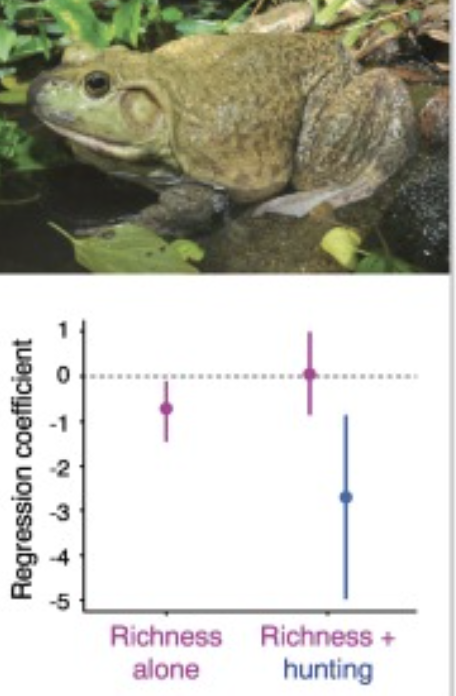 Regression coefficient
1
0
-1
-2
-3
-4
-5
Richness
alone
Richness +
hunting